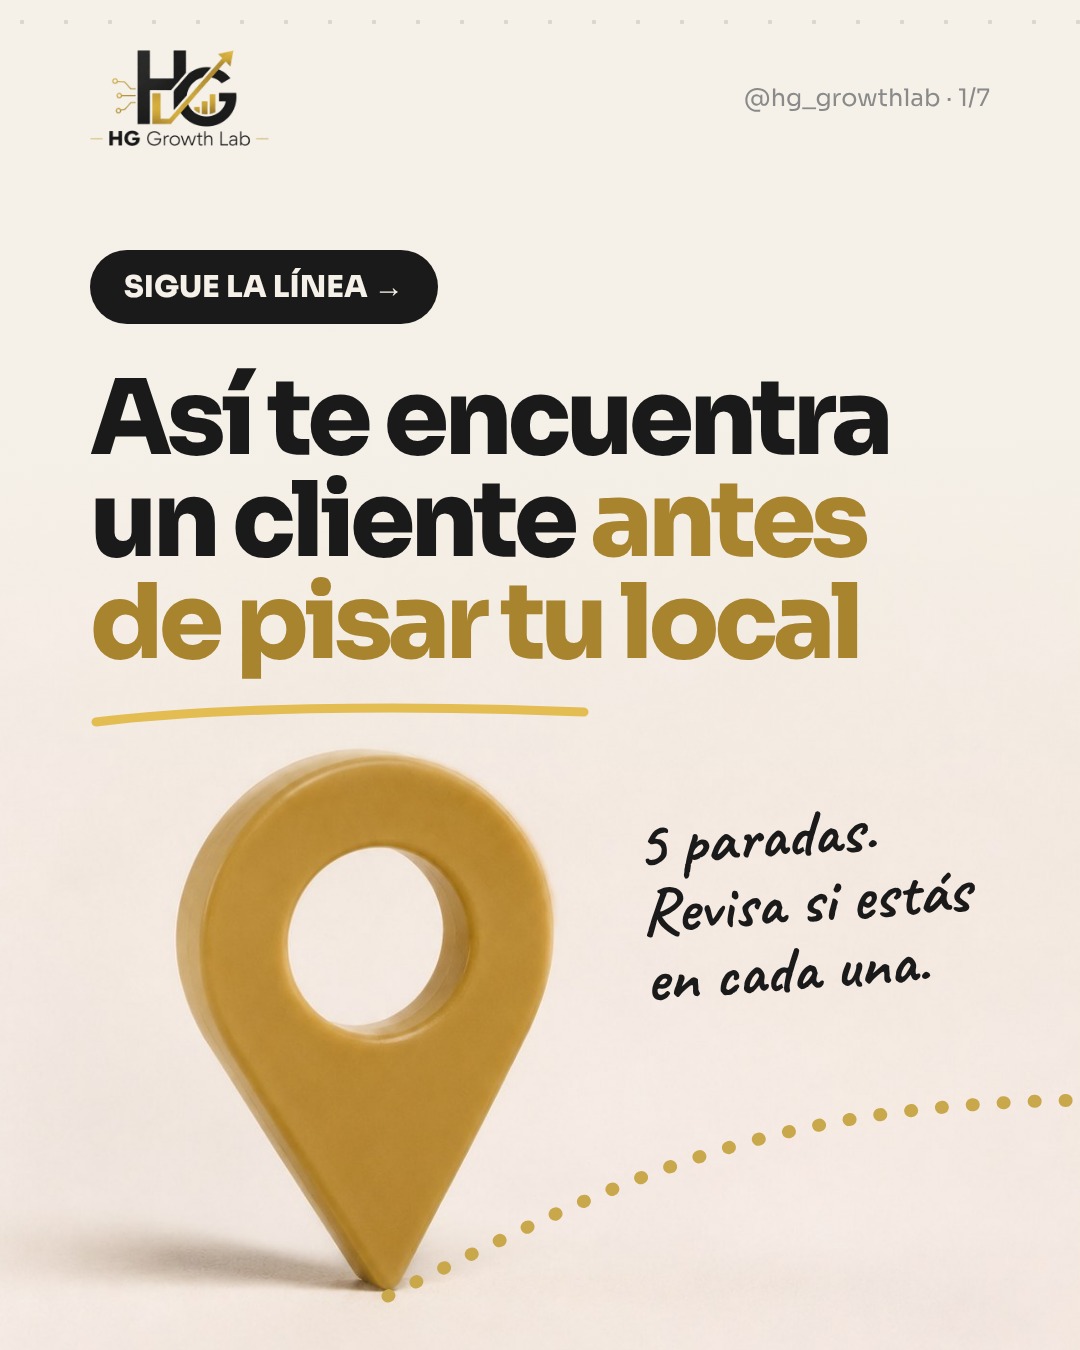 HG
HG Growth Lab
@hg_growthlab · 1/7
SIGUE LA LÍNEA →
Así te encuentra
un cliente antes
de pisar tu local
5 paradas.
Revisa si estás
en cada una.